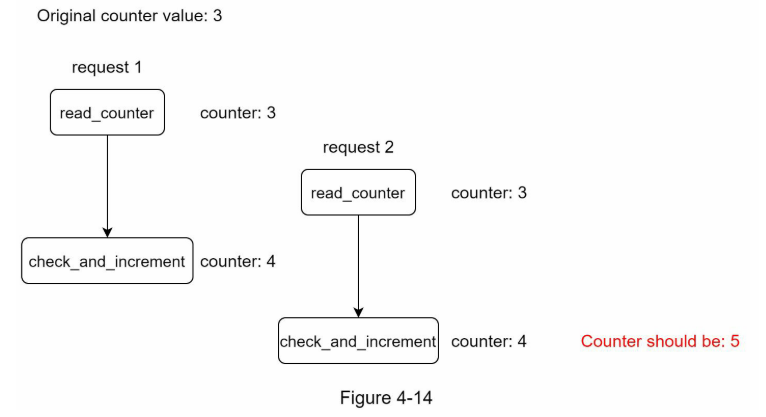 Original counter value: 3
request 1
read_counter
counter: 3
request 2
read_counter
counter: 3
check_and_increment
counter: 4
check_and_increment
counter: 4
Counter should be: 5
Figure 4-14